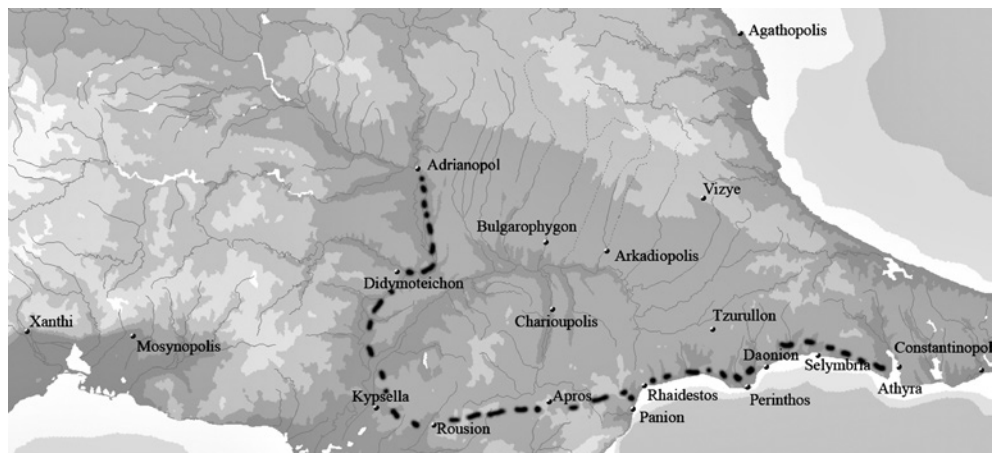 Agathopolis
Adrianopol
Vizye
Bulgarophygon
Arkadiopolis
Didymoteichon
Xanthi
Mosynopolis
Charioupolis
Tzurullon
Daonion
Constantinopol
Selymbria
Kypsella
Apros
Rhaidestos
Perinthos
Athyra
Rousion
Panion